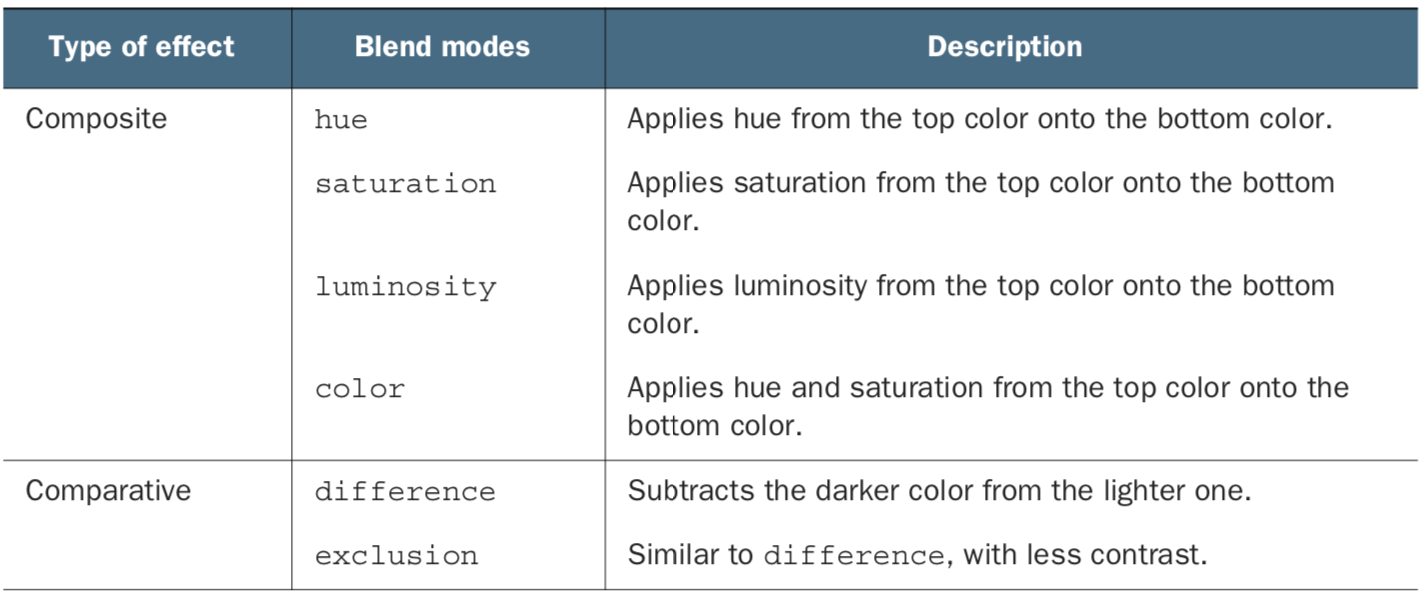 Type of effect Blend modes Description
Composite hue Applies hue from the top color onto the bottom color.
saturation Applies saturation from the top color onto the bottom
color.
luminosity Applies luminosity from the top color onto the bottom
color.
color Applies hue and saturation from the top color onto the
bottom color.
Comparative difference Subtracts the darker color from the lighter one.
exclusion Similar to difference, with less contrast.